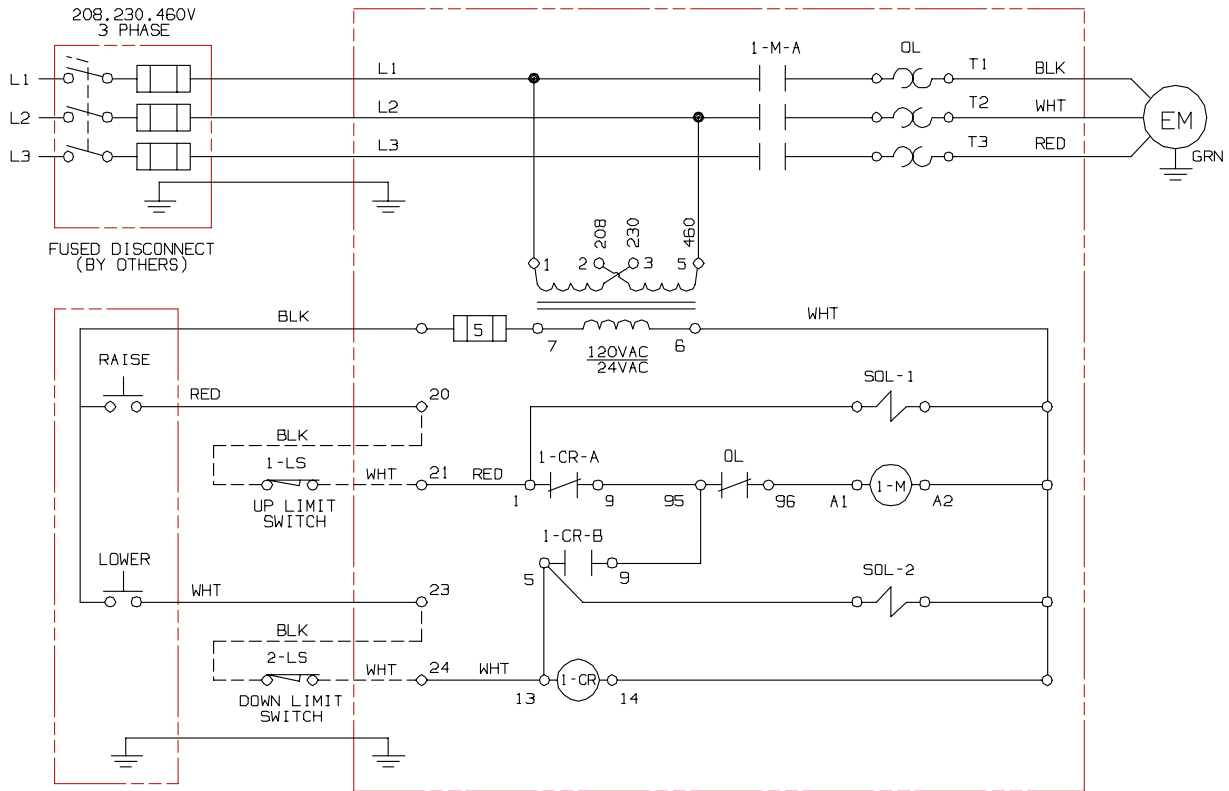 208.230.460V
3 PHASE
1-M-A
OL
L1
L1
T1
BLK
L2
L2
T2
WHT
EM
L3
L3
T3
RED
GRN
FUSED DISCONNECT
(BY OTHERS)
208
230
460
1
2
3
5
BLK
5
7
6
WHT
120VAC
24VAC
RAISE
RED
20
SOL-1
BLK
1-LS
WHT
21
RED
1-CR-A
OL
1
9
95
96
A1
1-M
A2
UP LIMIT
SWITCH
1-CR-B
5
9
LOWER
WHT
23
SOL-2
BLK
2-LS
WHT
24
WHT
13
1-CR
14
DOWN LIMIT
SWITCH